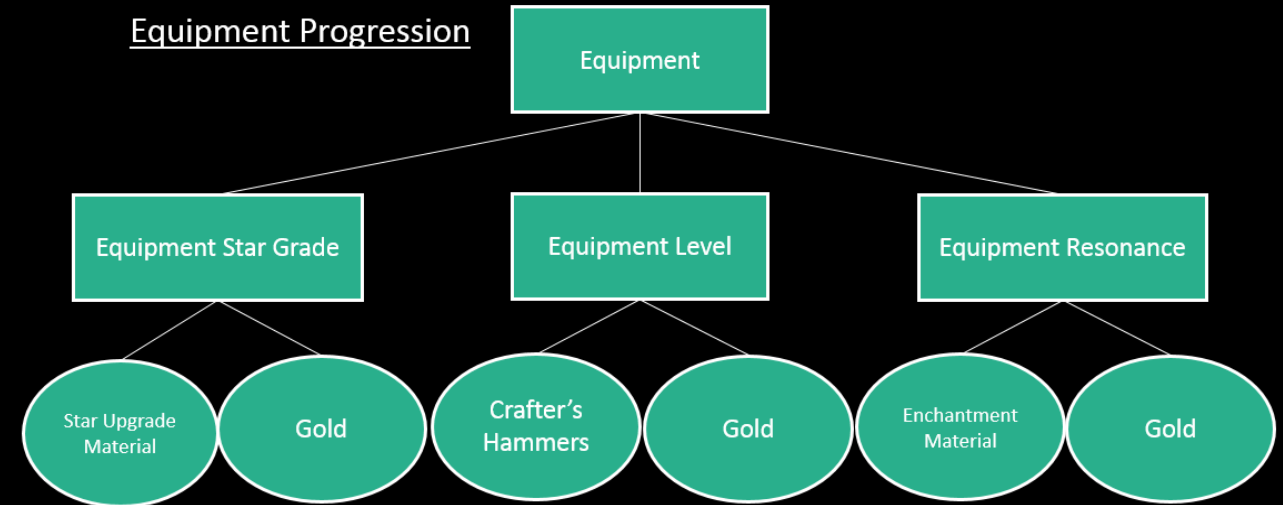 Equipment Progression
Equipment
Equipment Star Grade
Equipment Level
Equipment Resonance
Star Upgrade
Material
Gold
Crafter’s
Hammers
Gold
Enchantment
Material
Gold